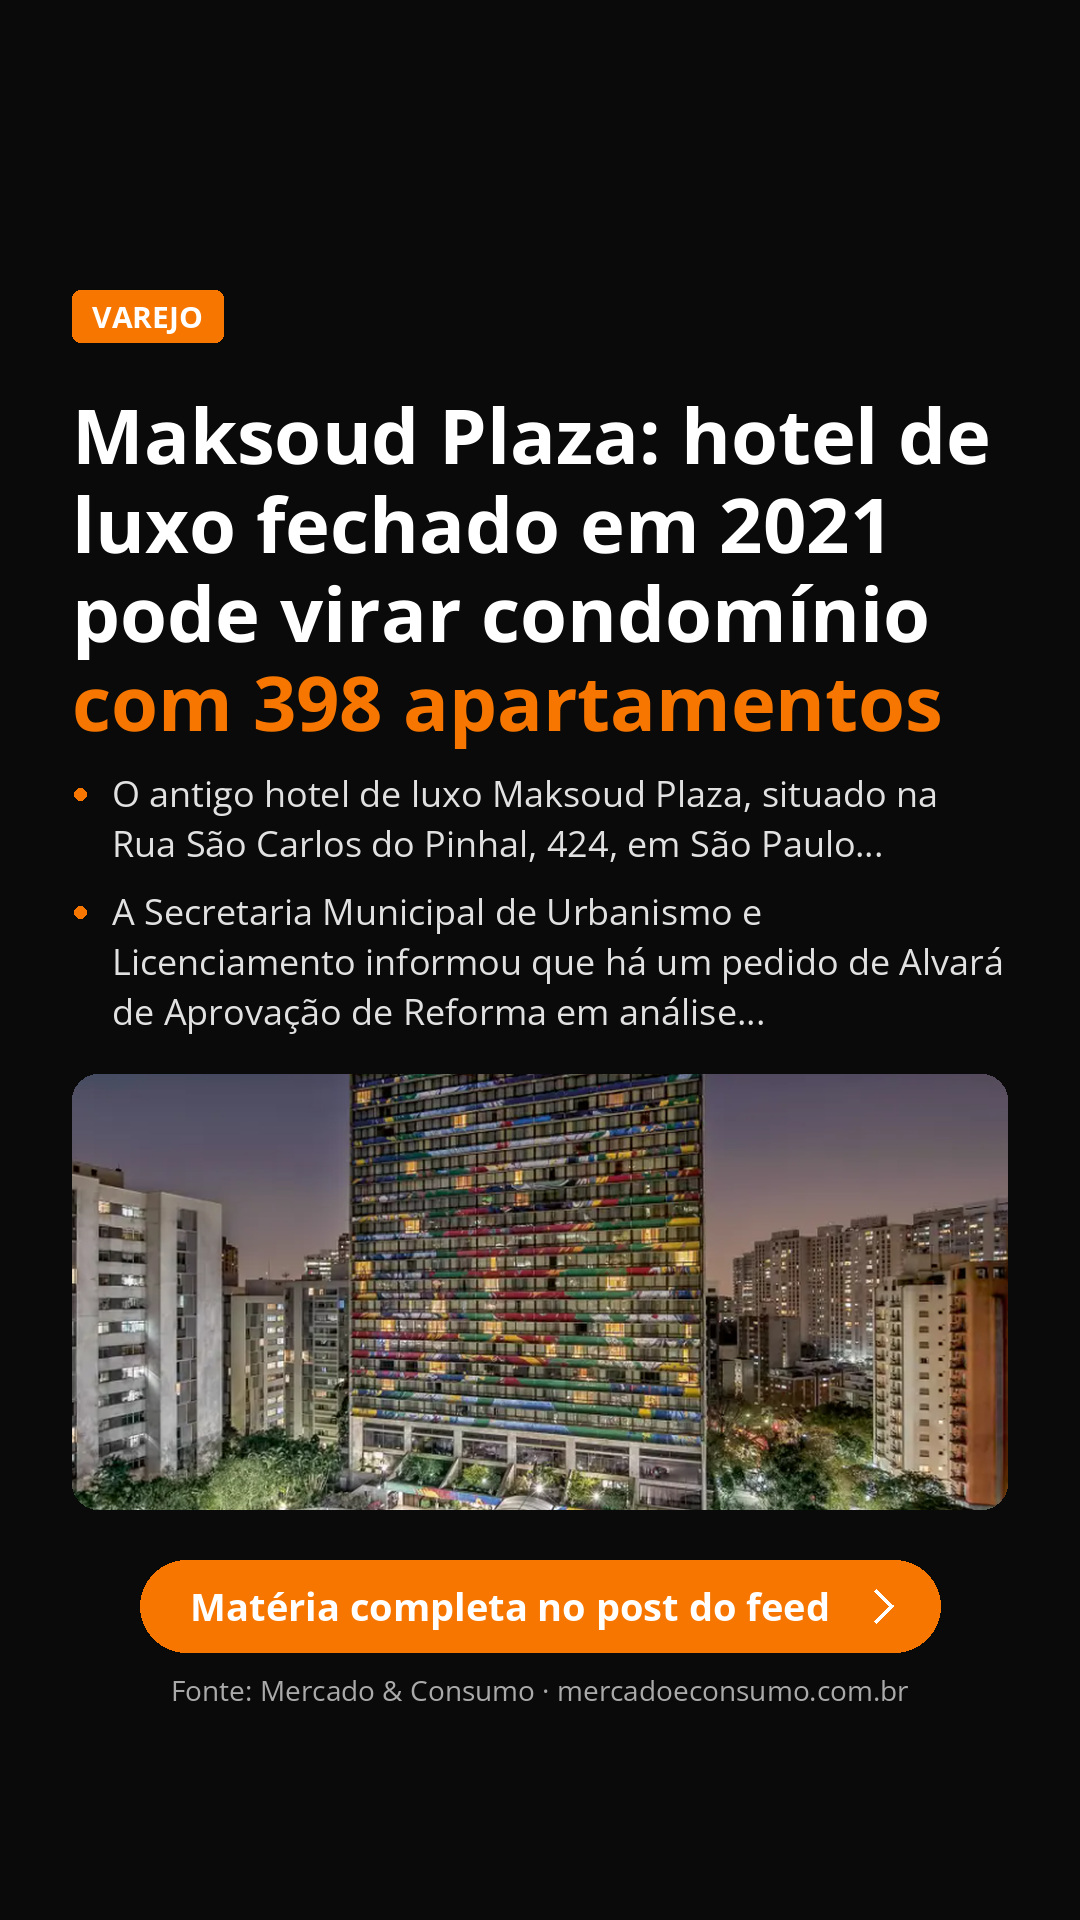 VAREJO
Maksoud Plaza: hotel de
luxo fechado em 2021
pode virar condomínio
com 398 apartamentos
• O antigo hotel de luxo Maksoud Plaza, situado na
Rua São Carlos do Pinhal, 424, em São Paulo...
• A Secretaria Municipal de Urbanismo e
Licenciamento informou que há um pedido de Alvará
de Aprovação de Reforma em análise...
Matéria completa no post do feed
Fonte: Mercado & Consumo · mercadoeconsumo.com.br